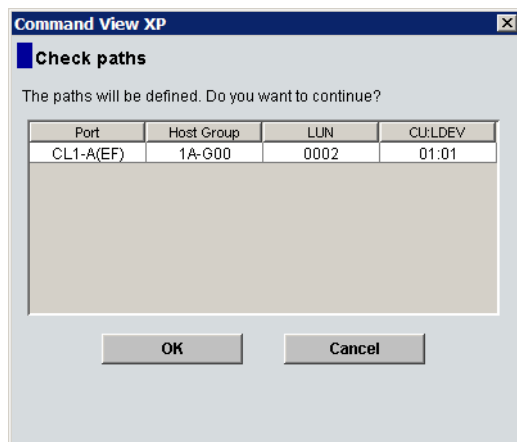 Command View XP
Check paths
The paths will be defined. Do you want to continue?
Port Host Group LUN CU:LDEV
CL1-A(EF) 1A-G00 0002 01:01
OK Cancel